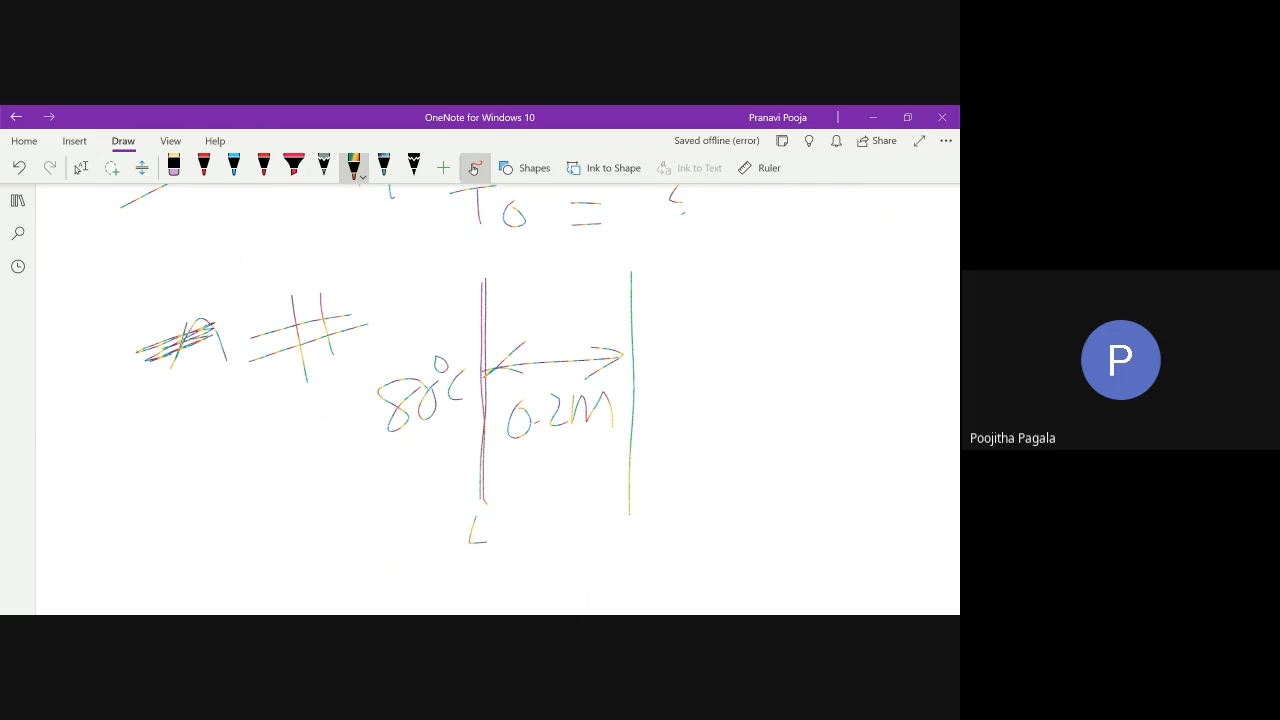 OneNote for Windows 10
Pranavi Pooja
Home Insert Draw View Help
Saved offline (error)
Share
Shapes
Ink to Shape
Ink to Text
Ruler
T0 = ?
80°C
0.2M
L
P
Poojitha Pagala